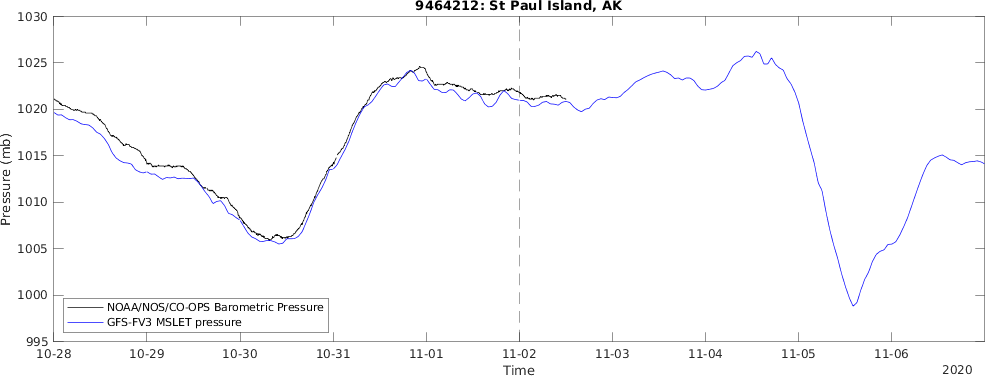 9464212: St Paul Island, AK
Pressure (mb)
1030
1025
1020
1015
1010
1005
1000
995
NOAA/NOS/CO-OPS Barometric Pressure
GFS-FV3 MSLET pressure
10-28 10-29 10-30 10-31 11-01 11-02 11-03 11-04 11-05 11-06
Time
2020